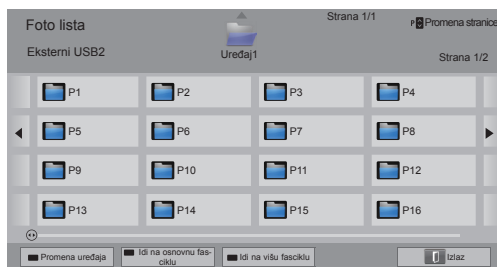 Foto lista
Strana 1/1
P Promena stranice
Eksterni USB2
Uređaj1
Strana 1/2
P1
P2
P3
P4
P5
P6
P7
P8
P9
P10
P11
P12
P13
P14
P15
P16
Promena uređaja
Idi na osnovnu fas-
ciklu
Idi na višu fasciklu
Izlaz